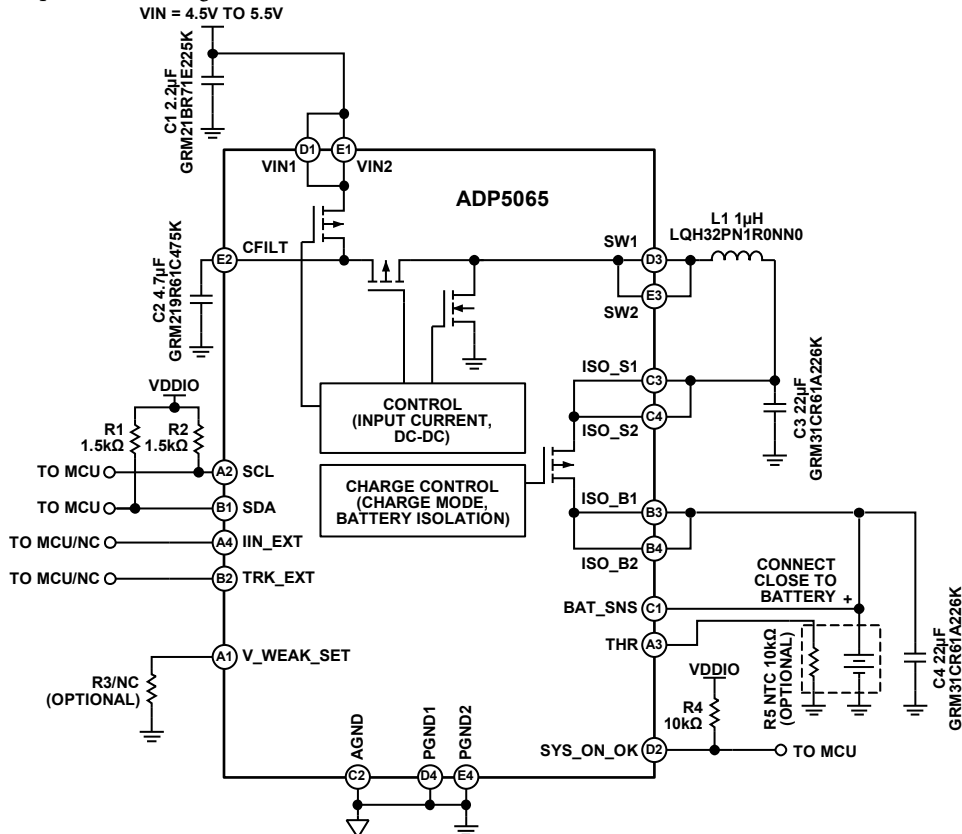 VIN = 4.5V TO 5.5V
C1 2.2µF
GRM21BR71E225K
D1
E1
VIN1
VIN2
ADP5065
L1 1µH
LQH32PN1R0NN0
E2
CFILT
SW1
D3
C2 4.7µF
GRM219R61C475K
E3
SW2
ISO_S1
C3
C3 22µF
GRM31CR61A226K
C4
ISO_S2
VDDIO
R1
1.5kΩ
R2
1.5kΩ
CONTROL
(INPUT CURRENT,
DC-DC)
TO MCU
A2
SCL
CHARGE CONTROL
(CHARGE MODE,
BATTERY ISOLATION)
ISO_B1
B3
TO MCU
B1
SDA
TO MCU/NC
A4
IIN_EXT
B4
ISO_B2
TO MCU/NC
B2
TRK_EXT
CONNECT
CLOSE TO
BATTERY
+
BAT_SNS
C1
THR
A3
C4 22µF
GRM31CR61A226K
A1
V_WEAK_SET
R5 NTC 10kΩ
(OPTIONAL)
R3/NC
(OPTIONAL)
VDDIO
R4
10kΩ
AGND
PGND1
PGND2
SYS_ON_OK
D2
TO MCU
C2
D4
E4